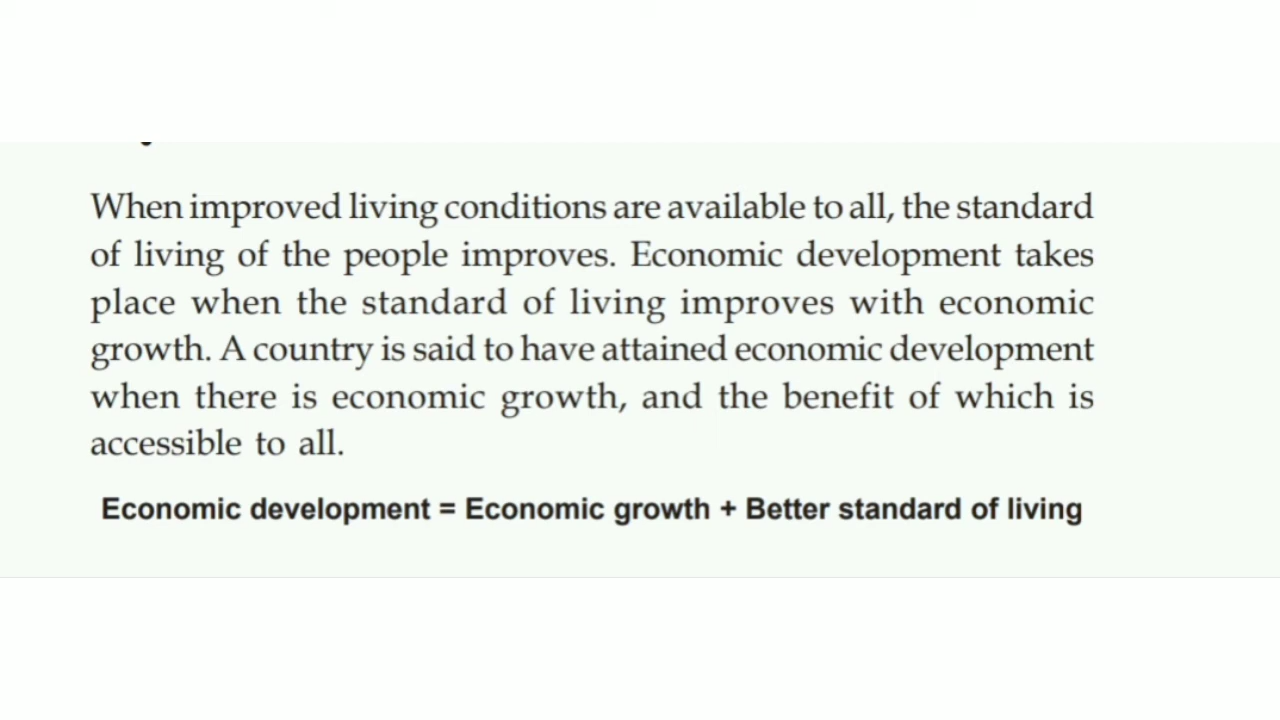 When improved living conditions are available to all, the standard
of living of the people improves. Economic development takes
place when the standard of living improves with economic
growth. A country is said to have attained economic development
when there is economic growth, and the benefit of which is
accessible to all.
Economic development = Economic growth + Better standard of living